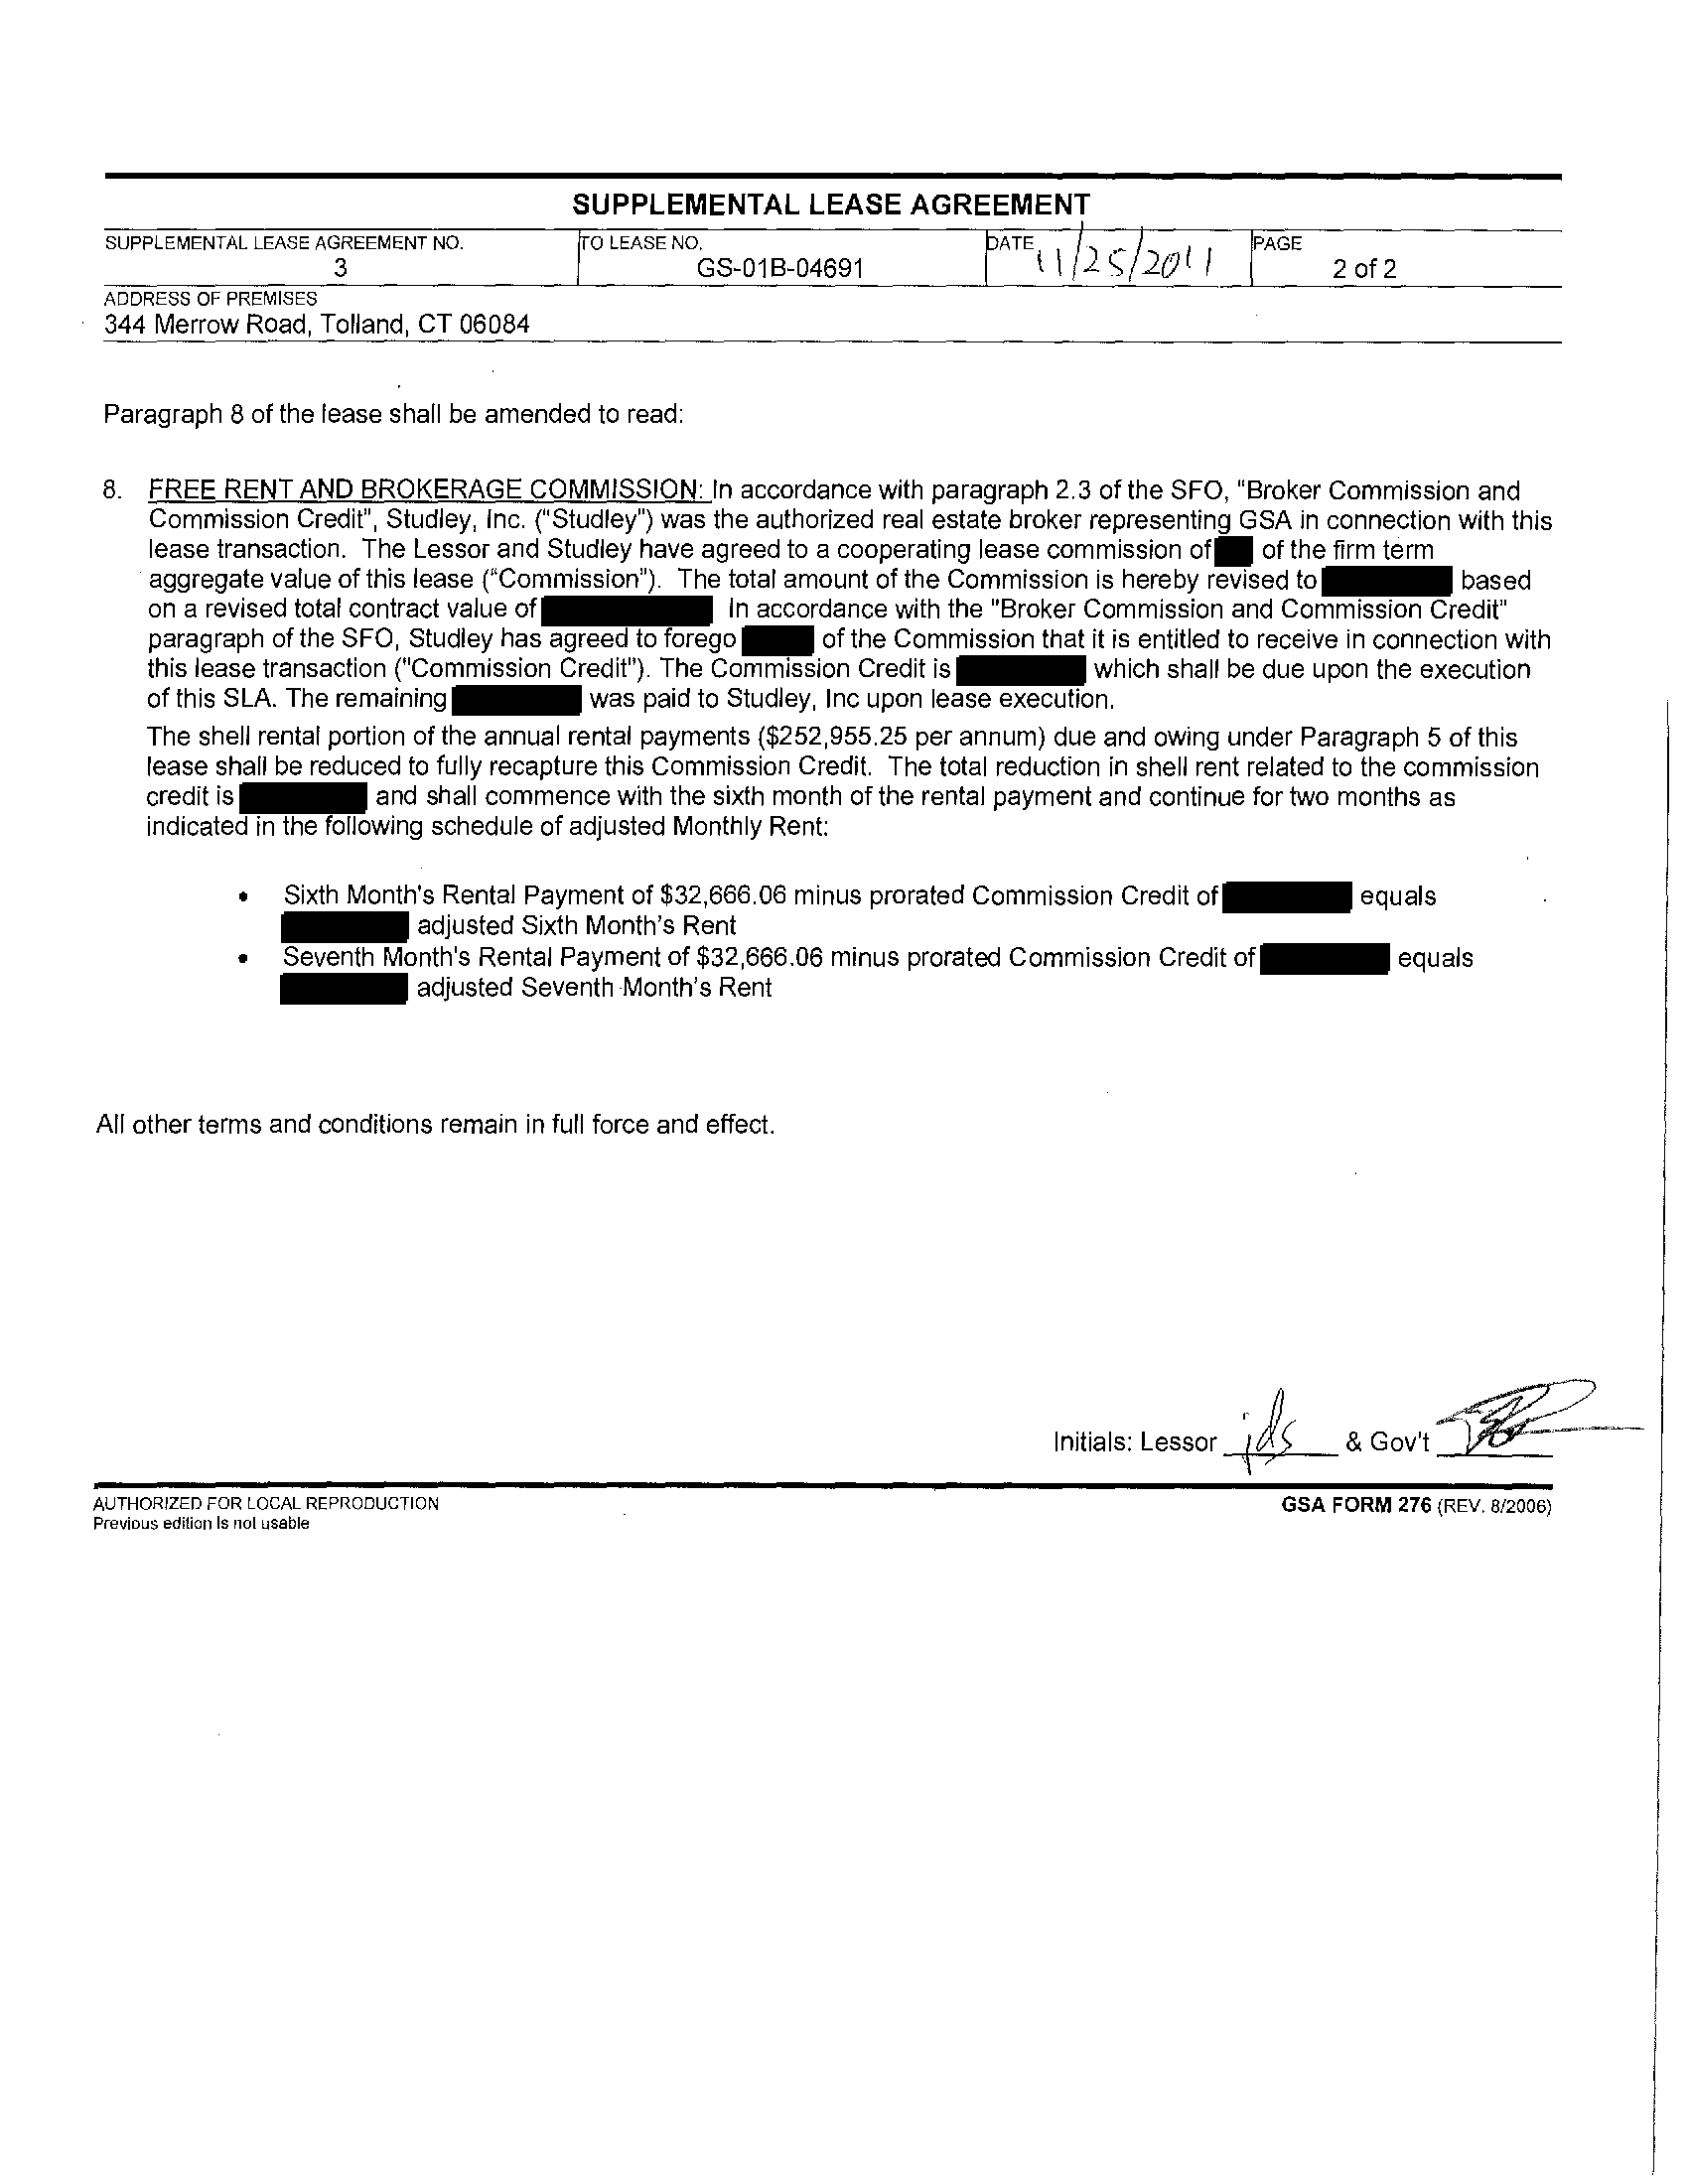 SUPPLEMENTAL LEASE AGREEMENT
SUPPLEMENTAL LEASE AGREEMENT NO.
3
TO LEASE NO.
GS-01B-04691
DATE
11/25/2011
PAGE
2 of 2
ADDRESS OF PREMISES
344 Merrow Road, Tolland, CT 06084
Paragraph 8 of the lease shall be amended to read:
8. FREE RENT AND BROKERAGE COMMISSION: In accordance with paragraph 2.3 of the SFO, "Broker Commission and
Commission Credit", Studley, Inc. ("Studley") was the authorized real estate broker representing GSA in connection with this
lease transaction. The Lessor and Studley have agreed to a cooperating lease commission of of the firm term
aggregate value of this lease ("Commission"). The total amount of the Commission is hereby revised to based
on a revised total contract value of In accordance with the "Broker Commission and Commission Credit"
paragraph of the SFO, Studley has agreed to forego of the Commission that it is entitled to receive in connection with
this lease transaction ("Commission Credit"). The Commission Credit is which shall be due upon the execution
of this SLA. The remaining was paid to Studley, Inc upon lease execution.
The shell rental portion of the annual rental payments ($252,955.25 per annum) due and owing under Paragraph 5 of this
lease shall be reduced to fully recapture this Commission Credit. The total reduction in shell rent related to the commission
credit is and shall commence with the sixth month of the rental payment and continue for two months as
indicated in the following schedule of adjusted Monthly Rent:
• Sixth Month's Rental Payment of $32,666.06 minus prorated Commission Credit of equals
adjusted Sixth Month's Rent
• Seventh Month's Rental Payment of $32,666.06 minus prorated Commission Credit of equals
adjusted Seventh Month's Rent
All other terms and conditions remain in full force and effect.
Initials: Lessor jds & Gov't
AUTHORIZED FOR LOCAL REPRODUCTION
Previous edition is not usable
GSA FORM 276 (REV. 8/2006)